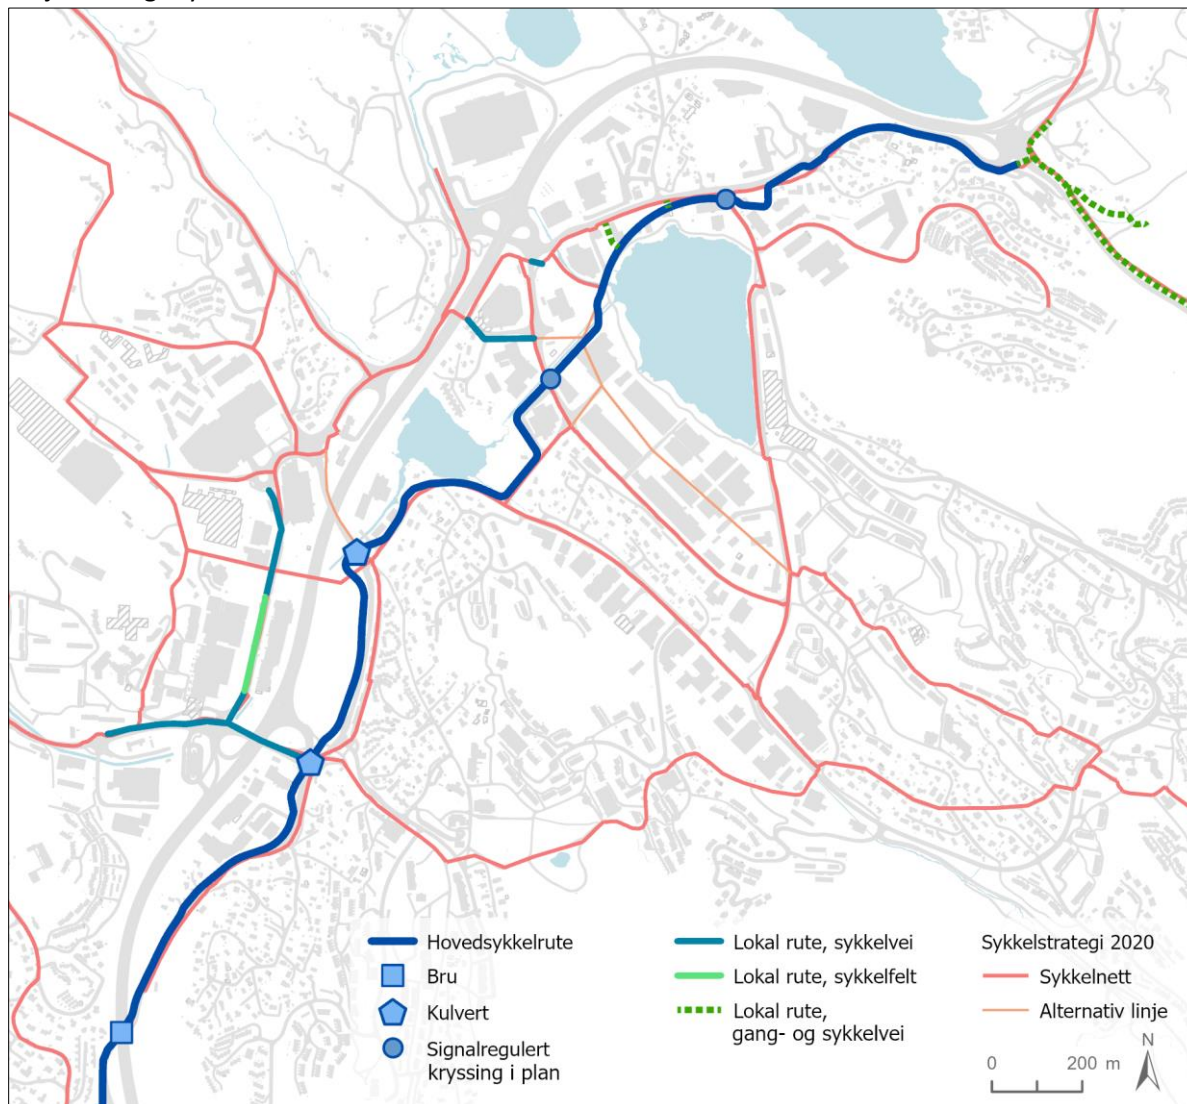 Hovedsykkelrute
Bru
Kulvert
Signalregulert
kryssing i plan
Lokal rute, sykkelvei
Lokal rute, sykkelfelt
Lokal rute,
gang- og sykkelvei
Sykkelstrategi 2020
Sykkelnett
Alternativ linje
N
0 200 m